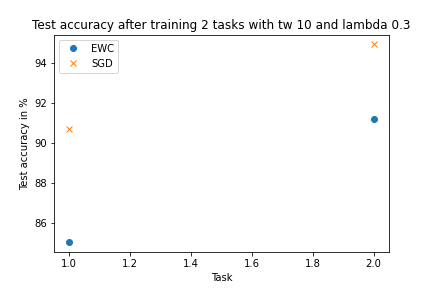 Test accuracy after training 2 tasks with tw 10 and lambda 0.3
EWC
SGD
Test accuracy in %
94
92
90
88
86
1.0 1.2 1.4 1.6 1.8 2.0
Task